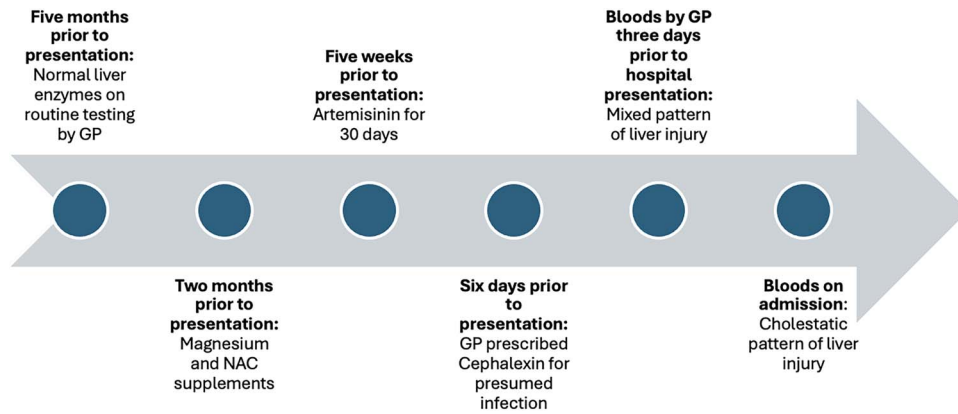 Five months
prior to
presentation:
Normal liver
enzymes on
routine testing
by GP
Two months
prior to
presentation:
Magnesium
and NAC
supplements
Five weeks
prior to
presentation:
Artemisinin for
30 days
Six days prior
to
presentation:
GP prescribed
Cephalexin for
presumed
infection
Bloods by GP
three days
prior to
hospital
presentation:
Mixed pattern
of liver injury
Bloods on
admission:
Cholestatic
pattern of liver
injury